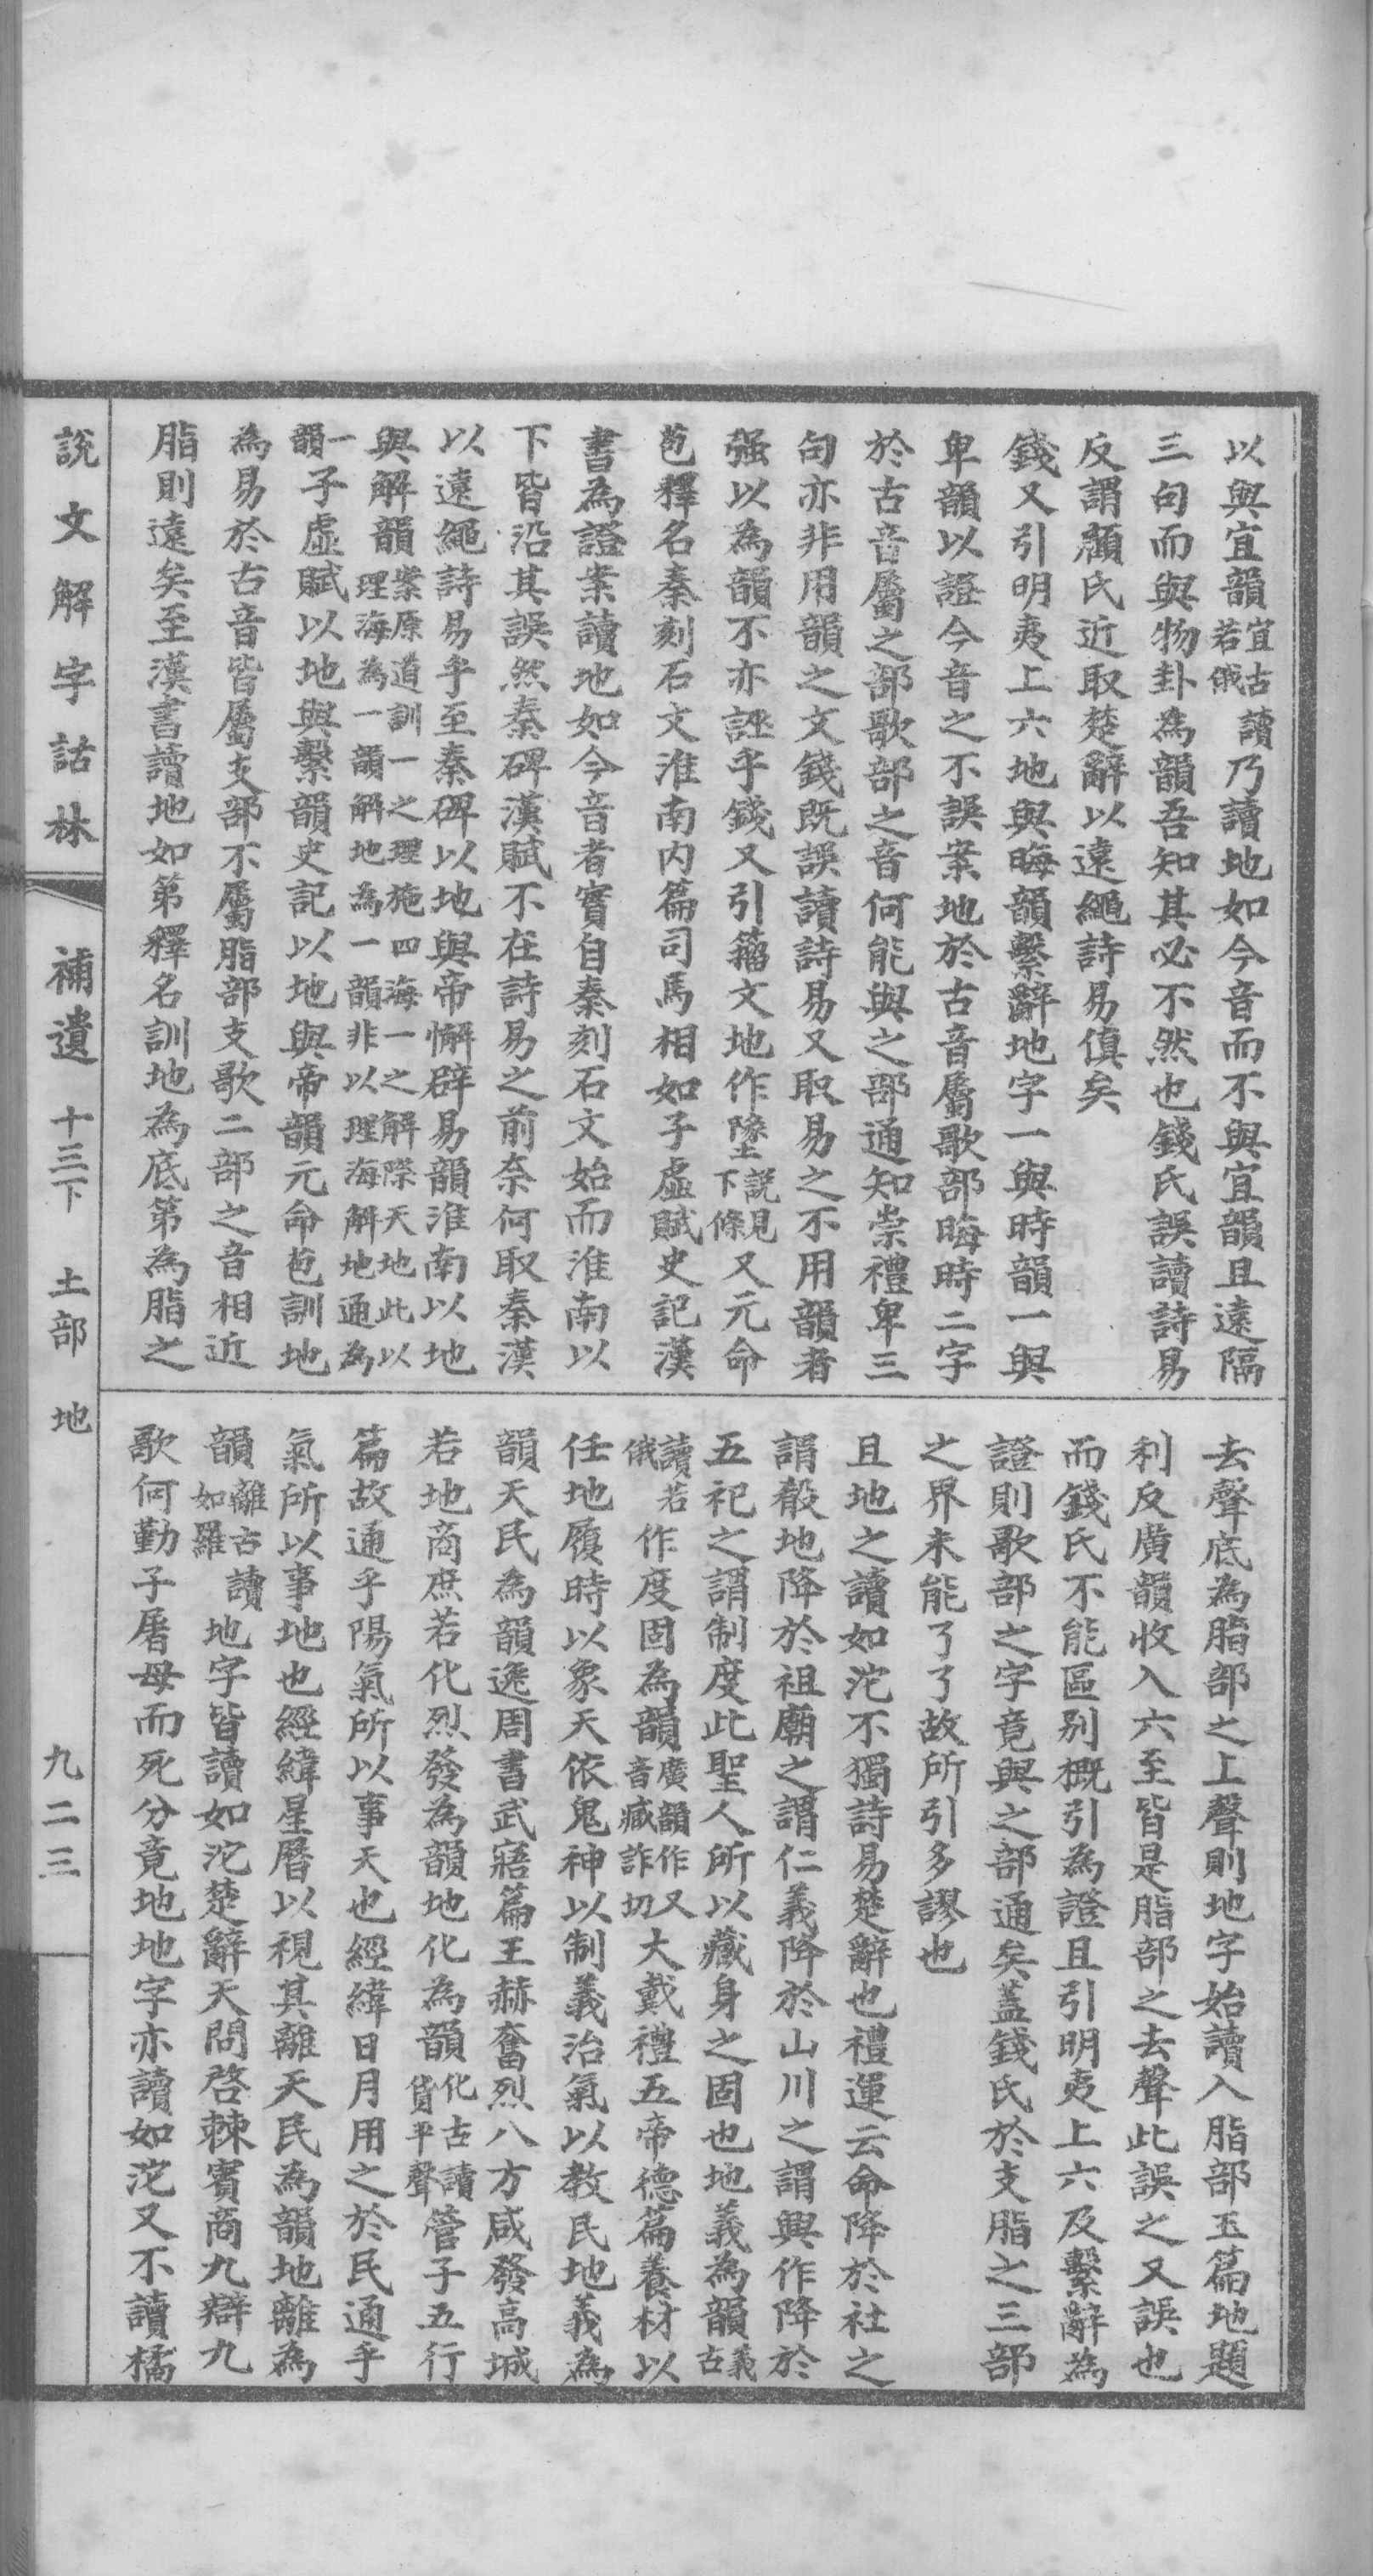 以與宜韻宜古若俄讀乃讀地如今音而不與宜韻且遠隔
三句而與物卦為韻吾知其必不然也錢氏誤讀詩易
反謂顧氏近取楚辭以遠繩詩易傎矣
錢又引明夷上六地與晦韻繫辭地字一與時韻一與
卑韻以證今音之不誤案地於古音屬歌部晦時二字
於古音屬之部歌部之音何能與之部通知崇禮卑三
句亦非用韻之文錢既誤讀詩易又取易之不用韻者
強以為韻不亦誣乎錢又引籀文地作墬說見下條又元命
苞釋名秦刻石文淮南內篇司馬相如子虛賦史記漢
書為證案讀地如今音者實自秦刻石文始而淮南以
下皆沿其誤然秦碑漢賦不在詩易之前奈何取秦漢
以遠繩詩易乎至秦碑以地與帝懈辟易韻淮南以地
與解韻案原道訓一之理施四海一之解際天地此以理海為一韻解地為一韻非以理海解地通為
一韻子虛賦以地與繫韻史記以地與帝韻元命苞訓地
為易於古音皆屬支部不屬脂部支歌二部之音相近
脂則遠矣至漢書讀地如第釋名訓地為底第為脂之
去聲底為脂部之上聲則地字始讀入脂部玉篇地題
利反廣韻收入六至皆是脂部之去聲此誤之又誤也
而錢氏不能區別概引為證且引明夷上六及繫辭為
證則歌部之字竟與之部通矣蓋錢氏於支脂之三部
之界未能了了故所引多謬也
且地之讀如沱不獨詩易楚辭也禮運云命降於社之
謂殽地降於祖廟之謂仁義降於山川之謂興作降於
五祀之謂制度此聖人所以藏身之固也地義為韻義古
讀若俄作度固為韻廣韻作又音臧詐切大戴禮五帝德篇養材以
任地履時以象天依鬼神以制義治氣以教民地義為
韻天民為韻逸周書武寤篇王赫奮烈八方咸發高城
若地商庶若化烈發為韻地化為韻化古讀貨平聲管子五行
篇故通乎陽氣所以事天也經緯日月用之於民通乎
氣所以事地也經緯星曆以視其離天民為韻地離為
韻離古讀如羅地字皆讀如沱楚辭天問啓棘賓商九辯九
歌何勤子屠母而死分竟地地字亦讀如沱又不讀橘
說文解字詁林 補遺 十三下 土部 地 九二三